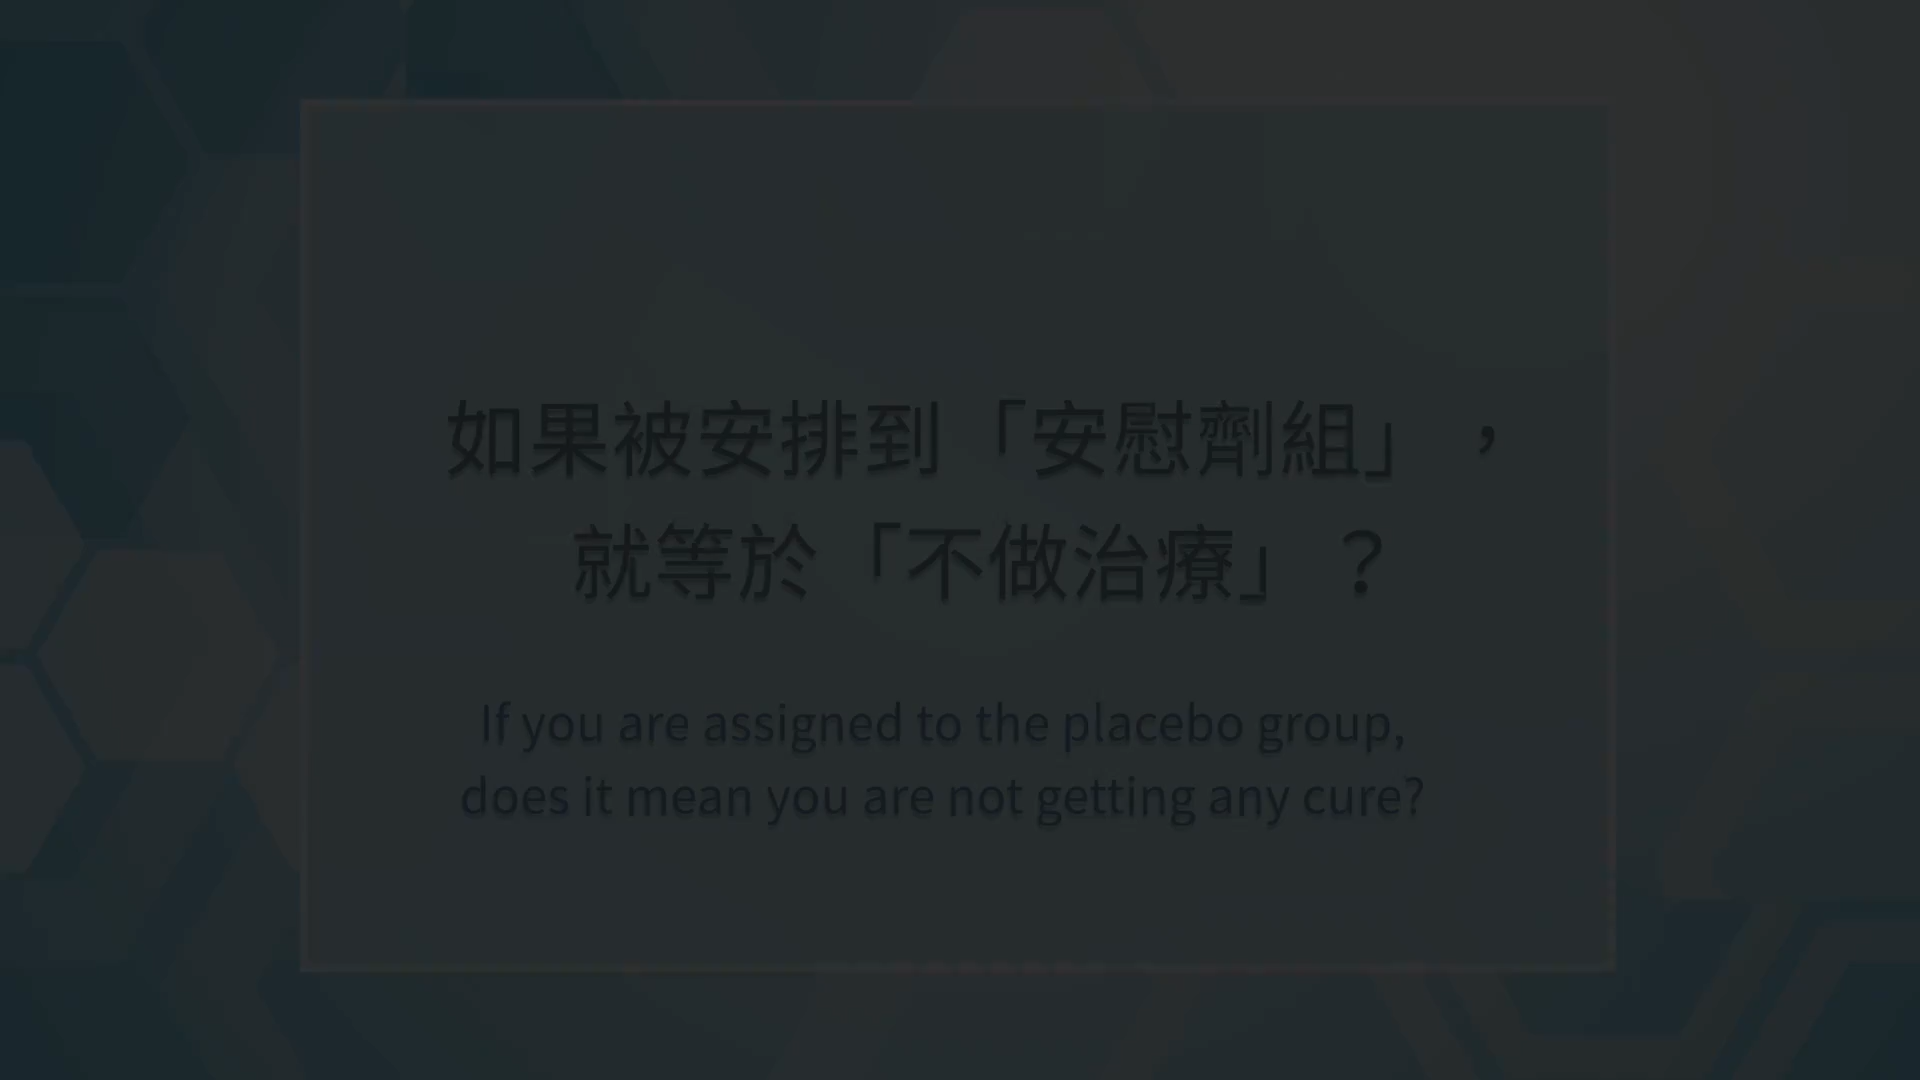 如果被安排到「安慰劑組」，
就等於「不做治療」？
If you are assigned to the placebo group,
does it mean you are not getting any cure?